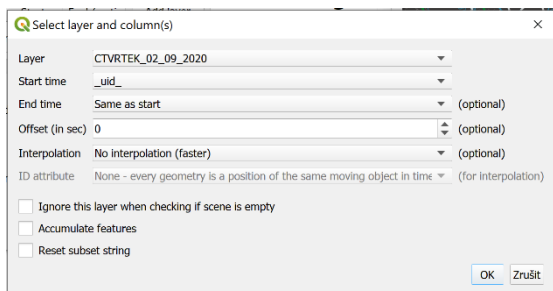 Select layer and column(s)
Layer CTVRTEK_02_09_2020
Start time _uid_
End time Same as start (optional)
Offset (in sec) 0 (optional)
Interpolation No interpolation (faster) (optional)
ID attribute None - every geometry is a position of the same moving object in time (for interpolation)
Ignore this layer when checking if scene is empty
Accumulate features
Reset subset string
OK Zrušit